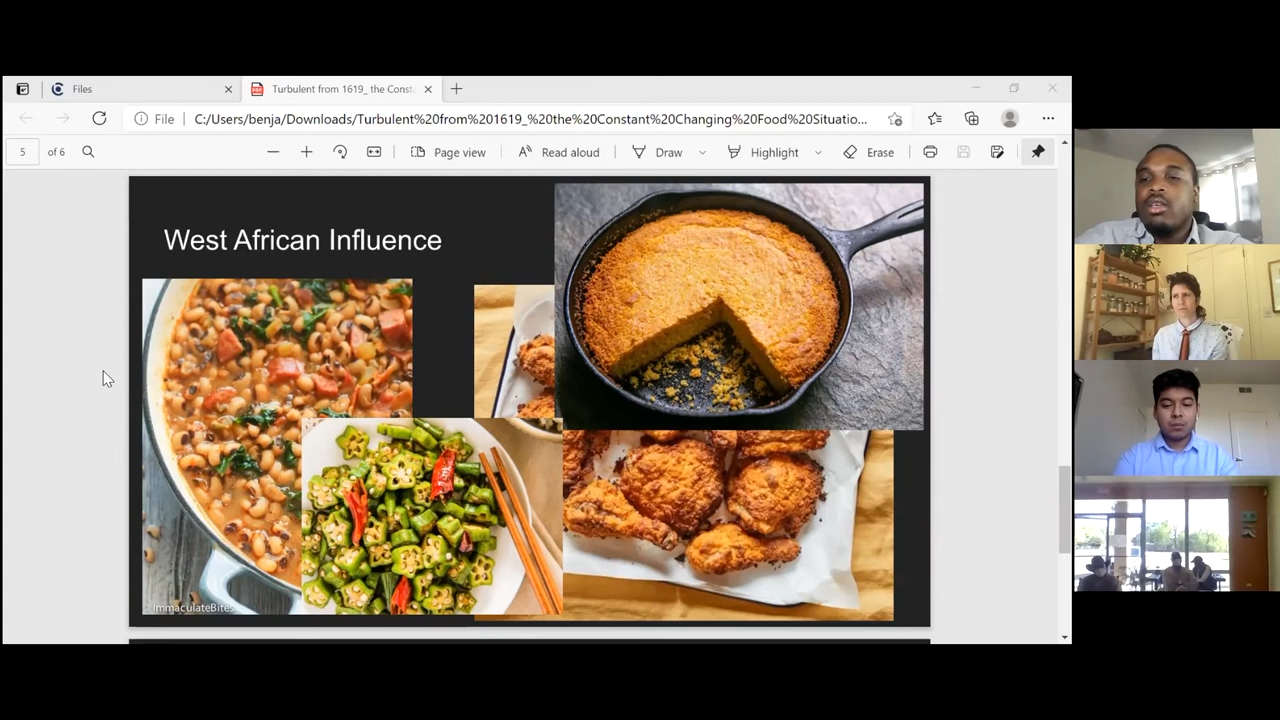 Files
Turbulent from 1619_ the Consta
File
C:/Users/benja/Downloads/Turbulent%20from%201619_%20the%20Constant%20Changing%20Food%20Situatio...
5 of 6
Page view
Read aloud
Draw
Highlight
Erase
West African Influence
ImmaculateBites